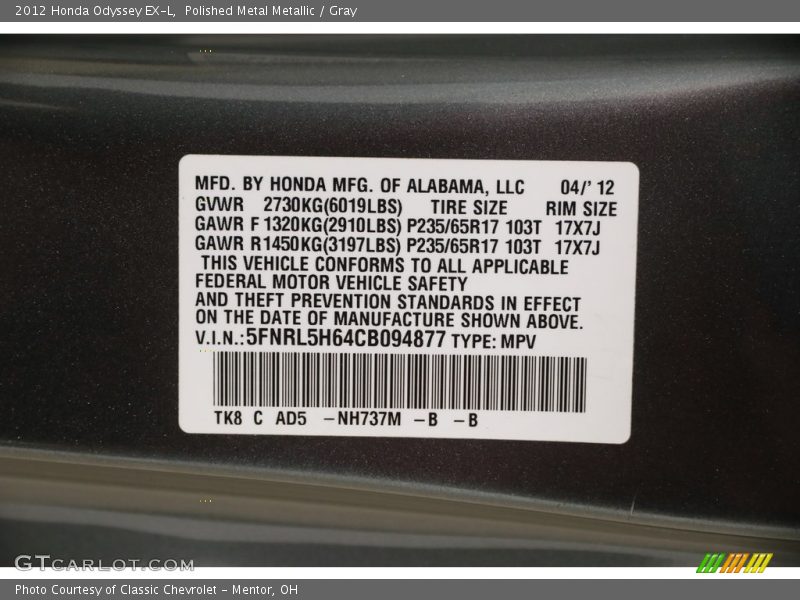 2012 Honda Odyssey EX-L, Polished Metal Metallic / Gray
MFD. BY HONDA MFG. OF ALABAMA, LLC 04/' 12
GVWR 2730KG(6019LBS) TIRE SIZE RIM SIZE
GAWR F 1320KG(2910LBS) P235/65R17 103T 17X7J
GAWR R 1450KG(3197LBS) P235/65R17 103T 17X7J
THIS VEHICLE CONFORMS TO ALL APPLICABLE
FEDERAL MOTOR VEHICLE SAFETY
AND THEFT PREVENTION STANDARDS IN EFFECT
ON THE DATE OF MANUFACTURE SHOWN ABOVE.
V.I.N.:5FNRL5H64CB094877 TYPE: MPV
TK8 C AD5 -NH737M -B -B
GTCARLOT.COM
Photo Courtesy of Classic Chevrolet - Mentor, OH